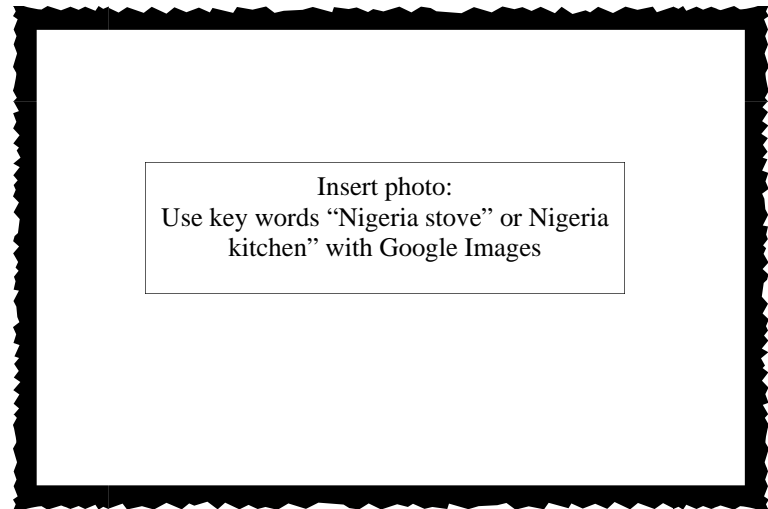 Insert photo:
Use key words “Nigeria stove” or Nigeria
kitchen” with Google Images